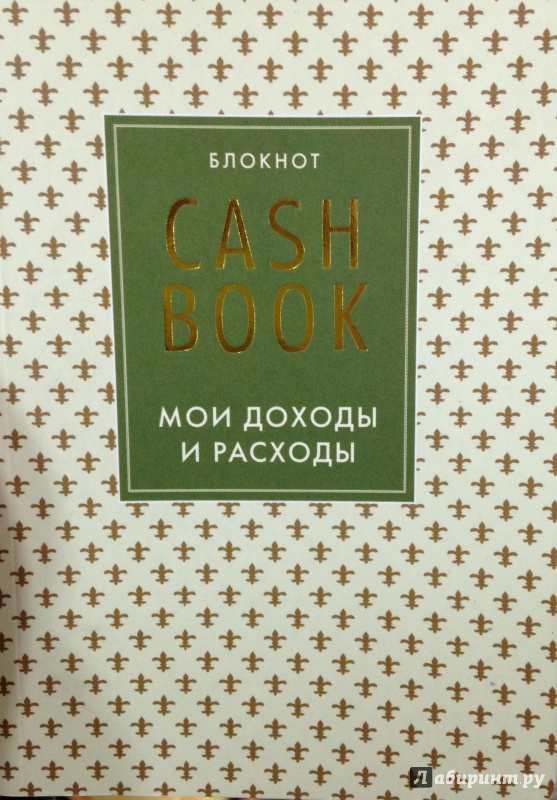 БЛОКНОТ
CASH
BOOK
МОИ ДОХОДЫ
И РАСХОДЫ
Лабиринт.ру